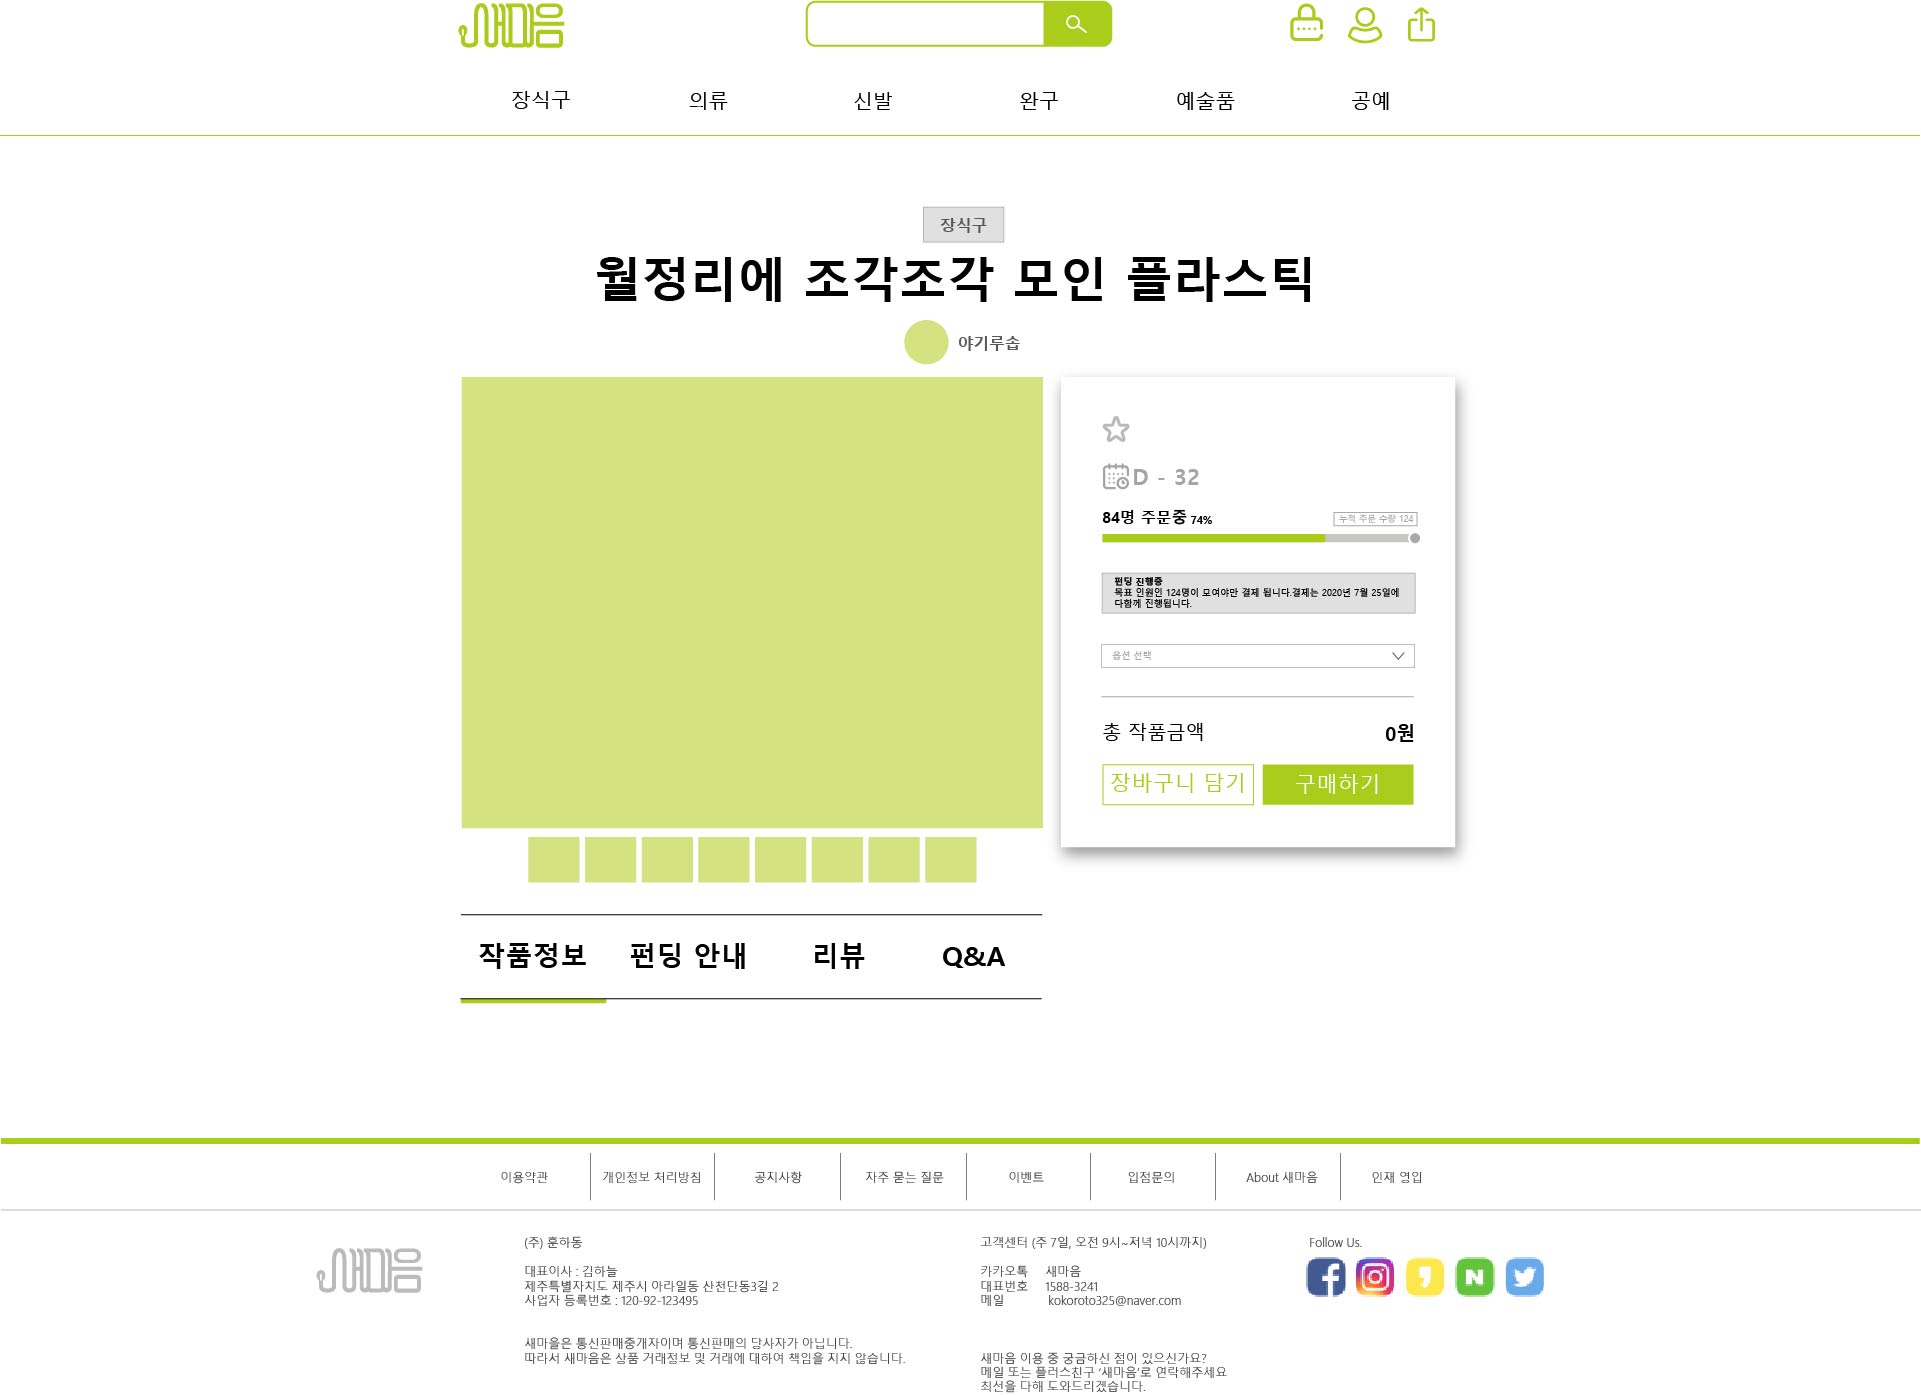 새마음
장식구 의류 신발 완구 예술품 공예
장식구
월정리에 조각조각 모인 플라스틱
야기루솝
D - 32
84명 주문중 74%
누적 주문 수량 124
펀딩 진행중
목표 인원인 124명이 모여야만 결제 됩니다.결제는 2020년 7월 25일에
다함께 진행됩니다.
옵션 선택
총 작품금액 0원
장바구니 담기 구매하기
작품정보 펀딩 안내 리뷰 Q&A
이용약관 개인정보 처리방침 공지사항 자주 묻는 질문 이벤트 입점문의 About 새마음 인재 영입
새마음
(주) 훈하동
대표이사 : 김하늘
제주특별자치도 제주시 아라일동 산천단동3길 2
사업자 등록번호 : 120-92-123495
새마을은 통신판매중개자이며 통신판매의 당사자가 아닙니다.
따라서 새마음은 상품 거래정보 및 거래에 대하여 책임을 지지 않습니다.
고객센터 (주 7일, 오전 9시~저녁 10시까지)
카카오톡 새마음
대표번호 1588-3241
메일 kokoroto325@naver.com
새마음 이용 중 궁금하신 점이 있으신가요?
메일 또는 플러스친구 '새마음'로 연락해주세요
최선을 다해 도와드리겠습니다.
Follow Us.